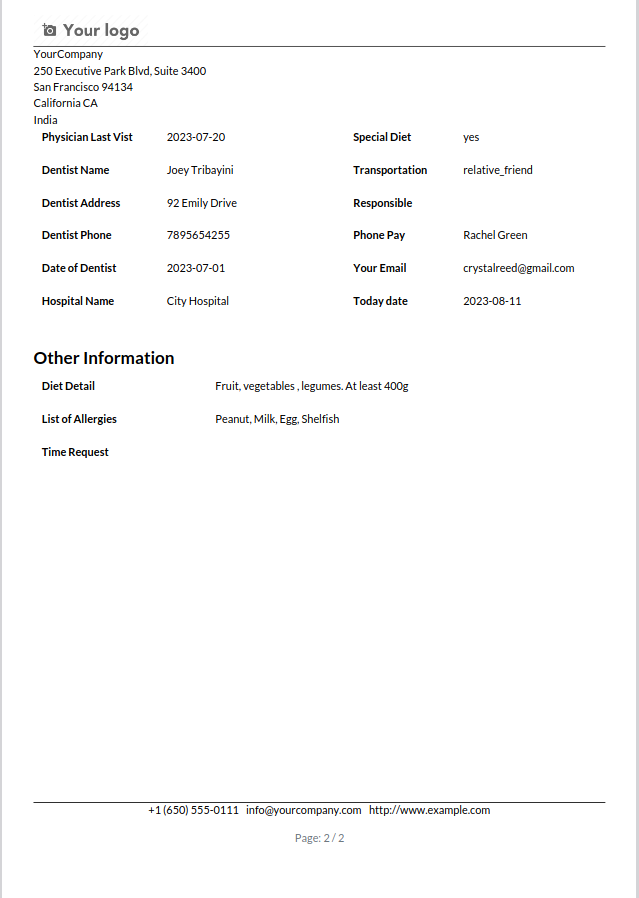 Your logo
YourCompany
250 Executive Park Blvd, Suite 3400
San Francisco 94134
California CA
India
Physician Last Vist 2023-07-20 Special Diet yes
Dentist Name Joey Tribayini Transportation relative_friend
Dentist Address 92 Emily Drive Responsible
Dentist Phone 7895654255 Phone Pay Rachel Green
Date of Dentist 2023-07-01 Your Email crystalreed@gmail.com
Hospital Name City Hospital Today date 2023-08-11
Other Information
Diet Detail Fruit, vegetables , legumes. At least 400g
List of Allergies Peanut, Milk, Egg, Shelfish
Time Request
+1 (650) 555-0111 info@yourcompany.com http://www.example.com
Page: 2 / 2